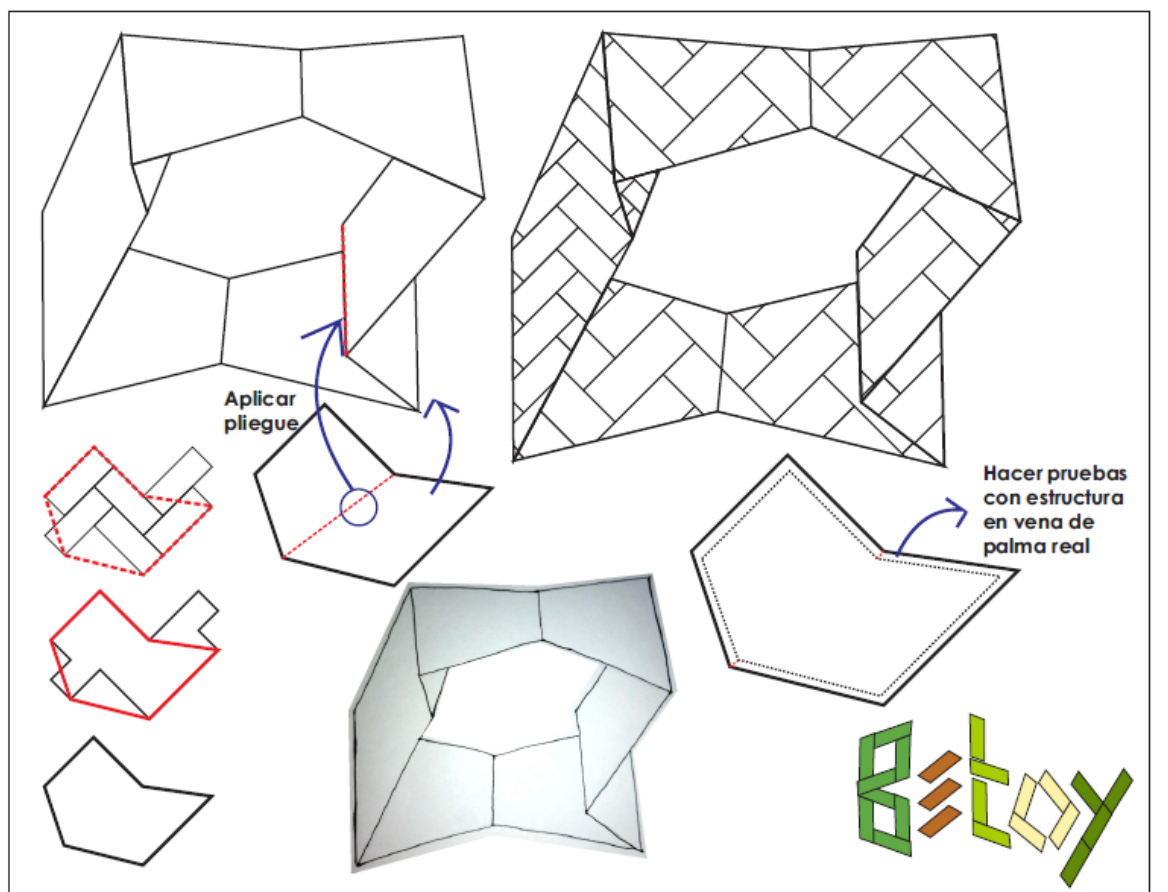 Aplicar
pliegue
Hacer pruebas
con estructura
en vena de
palma real
Betoy